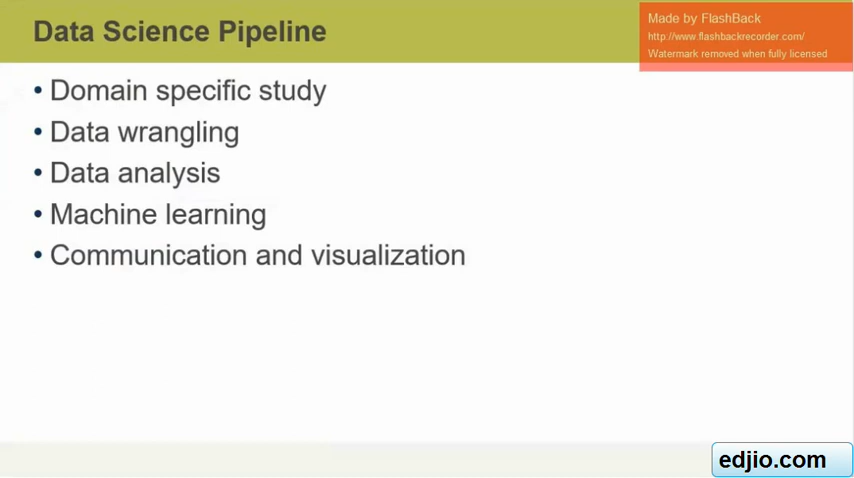 Data Science Pipeline
Made by FlashBack
http://www.flashbackrecorder.com/
Watermark removed when fully licensed
• Domain specific study
• Data wrangling
• Data analysis
• Machine learning
• Communication and visualization
edjio.com